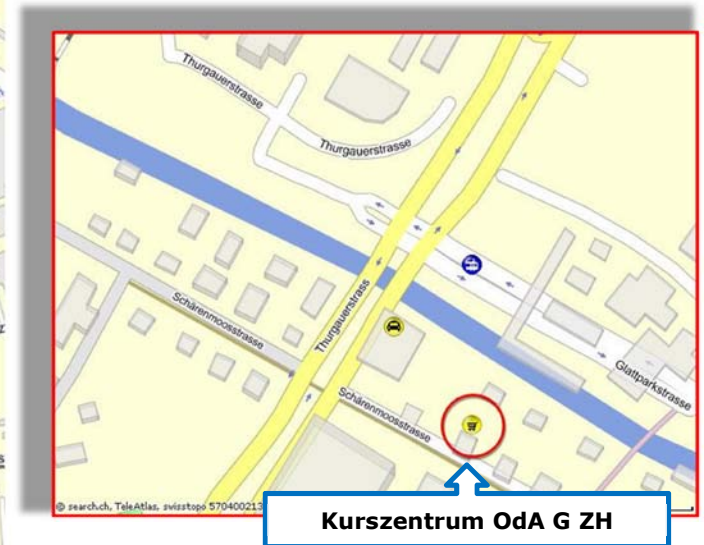 Thurgauerstrasse
Thurgauerstrasse
Thurgauerstrass
Schärenmoosstrasse
Schärenmoosstrasse
Glattparkstrasse
© search.ch, TeleAtlas, swisstopo 570400213
Kurszentrum OdA G ZH